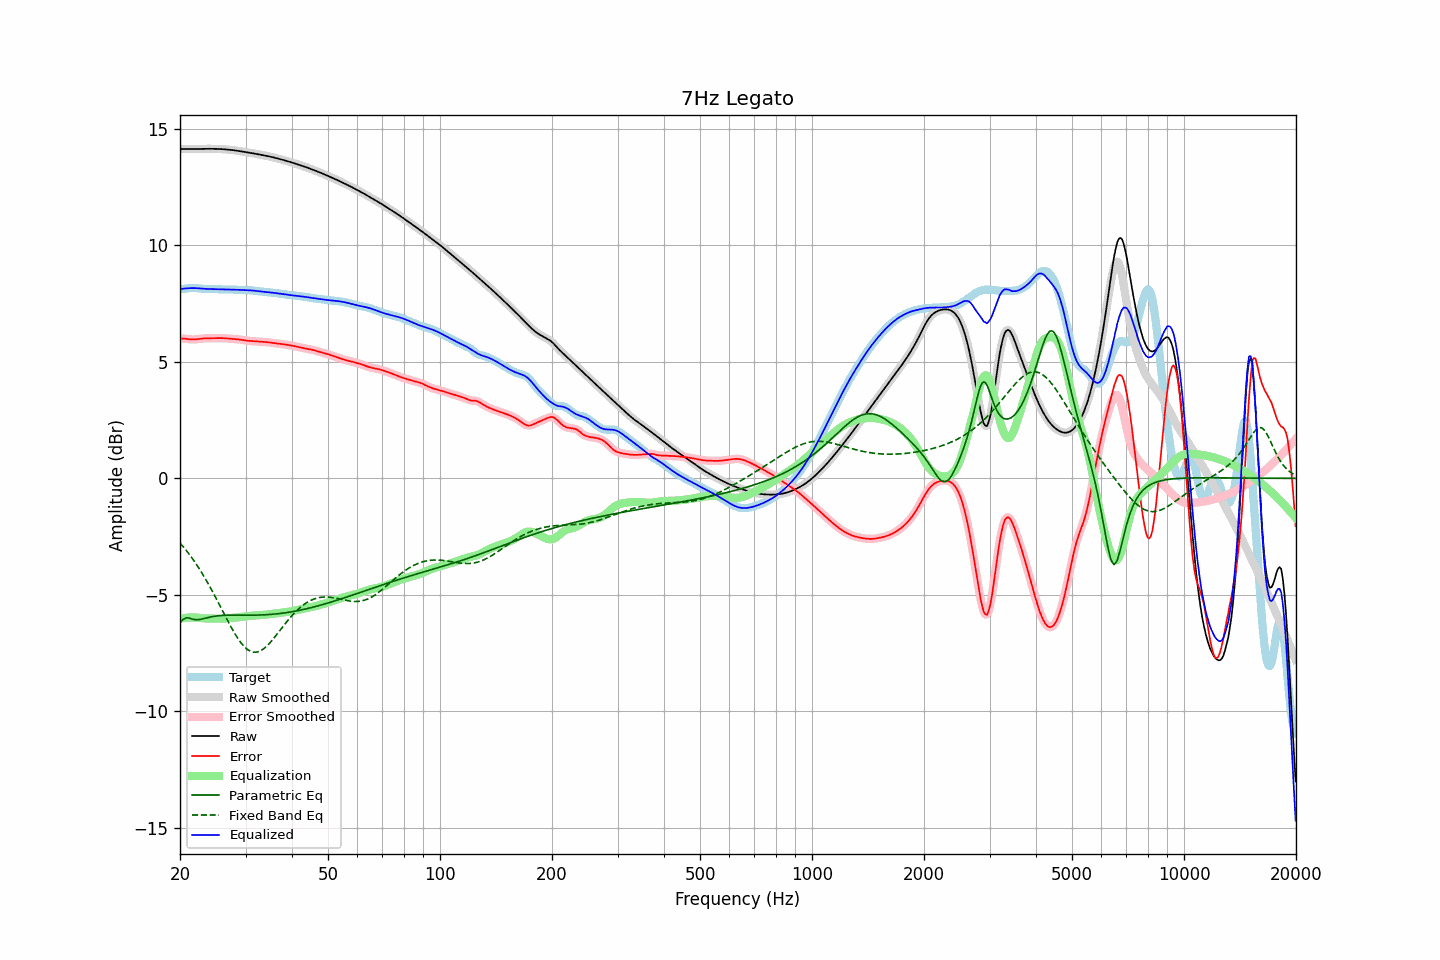 7Hz Legato
Amplitude (dBr)
15
10
5
0
−5
−10
−15
Target
Raw Smoothed
Error Smoothed
Raw
Error
Equalization
Parametric Eq
Fixed Band Eq
Equalized
20
50
100
200
500
1000
2000
5000
10000
20000
Frequency (Hz)